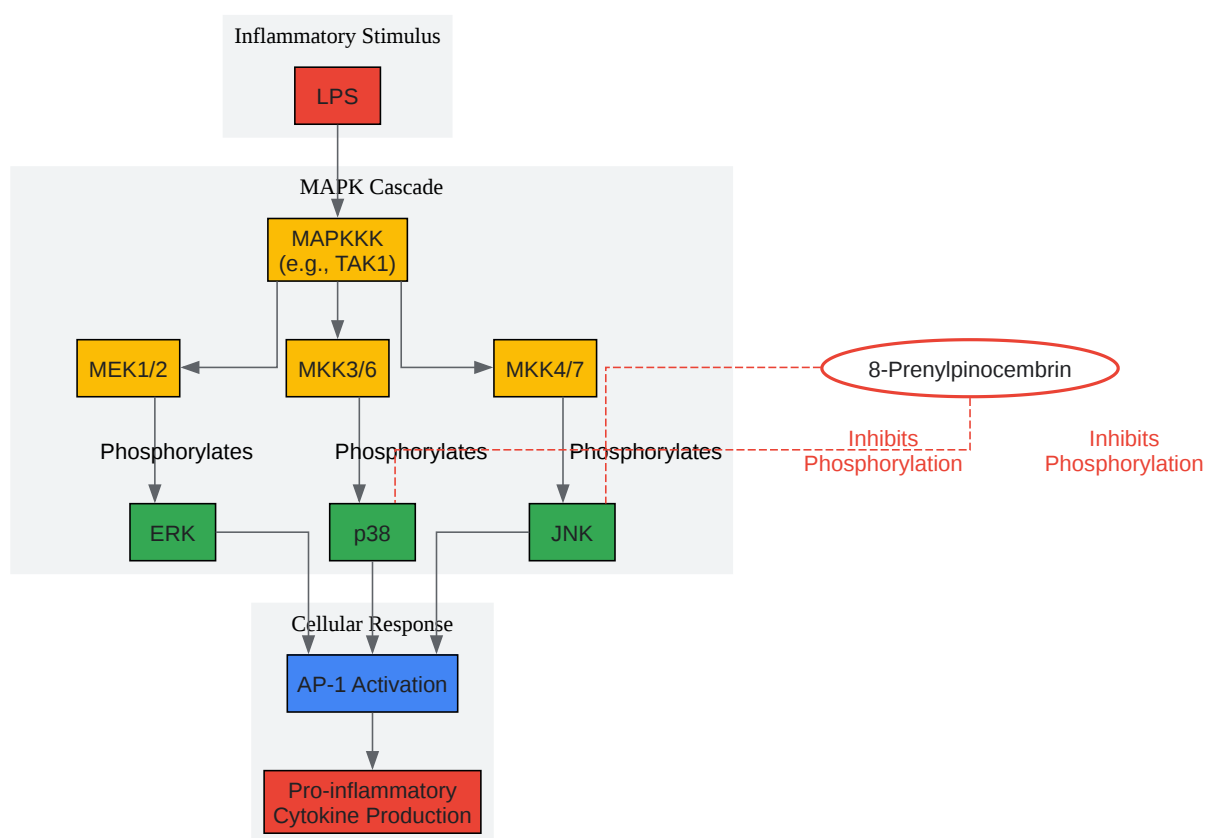 Inflammatory Stimulus
LPS
MAPK Cascade
MAPKKK
(e.g., TAK1)
MEK1/2
MKK3/6
MKK4/7
8-Prenylpinocembrin
Phosphorylates
Phosphorylates
Phosphorylates
Inhibits
Phosphorylation
Inhibits
Phosphorylation
ERK
p38
JNK
Cellular Response
AP-1 Activation
Pro-inflammatory
Cytokine Production